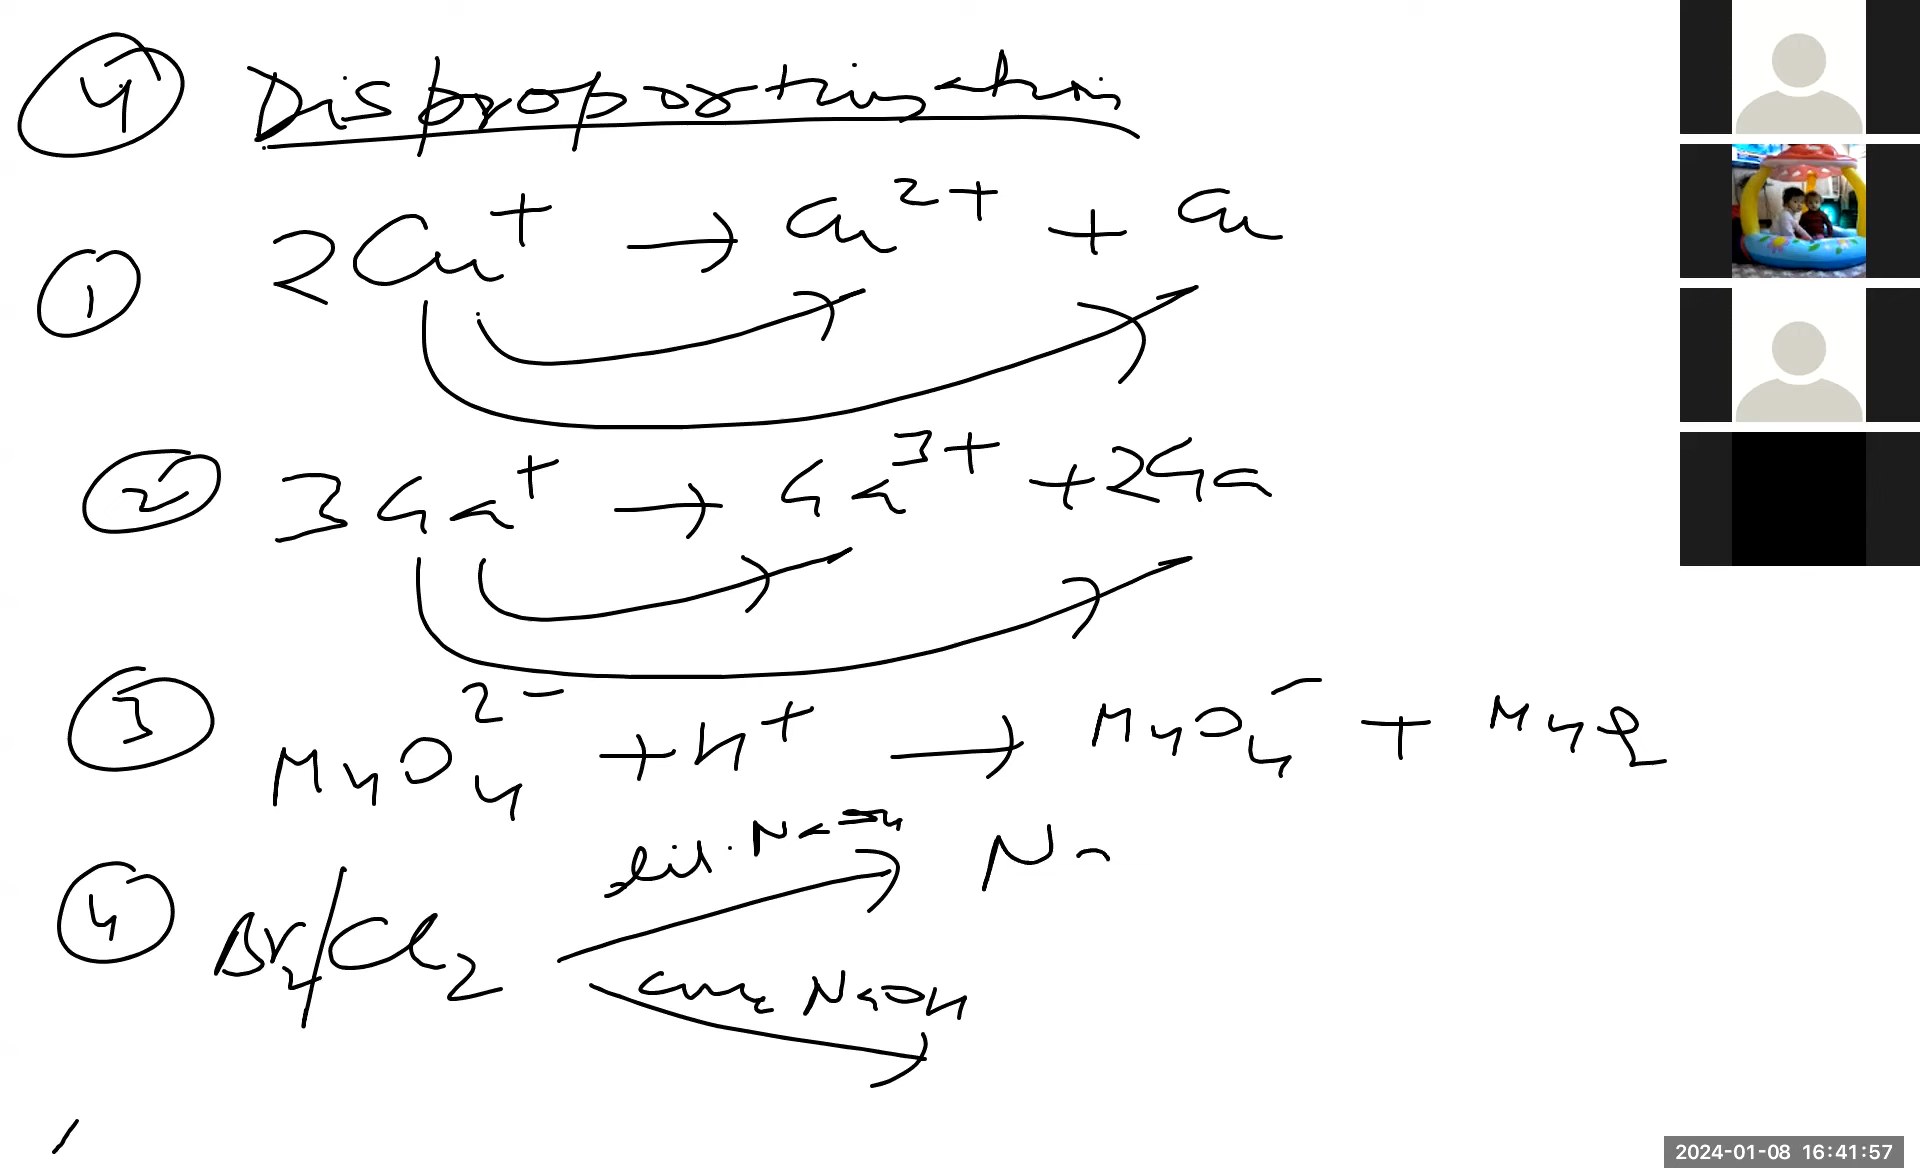 4 Disproportionation
1 2Cu⁺ → Cu²⁺ + Cu
2 3Ga⁺ → Ga³⁺ + 2Ga
3 MnO₄²⁻ + H⁺ → MnO₄⁻ + MnO₂
4 Br₂/Cl₂ dil. NaOH → Na
conc NaOH →
2024-01-08 16:41:57